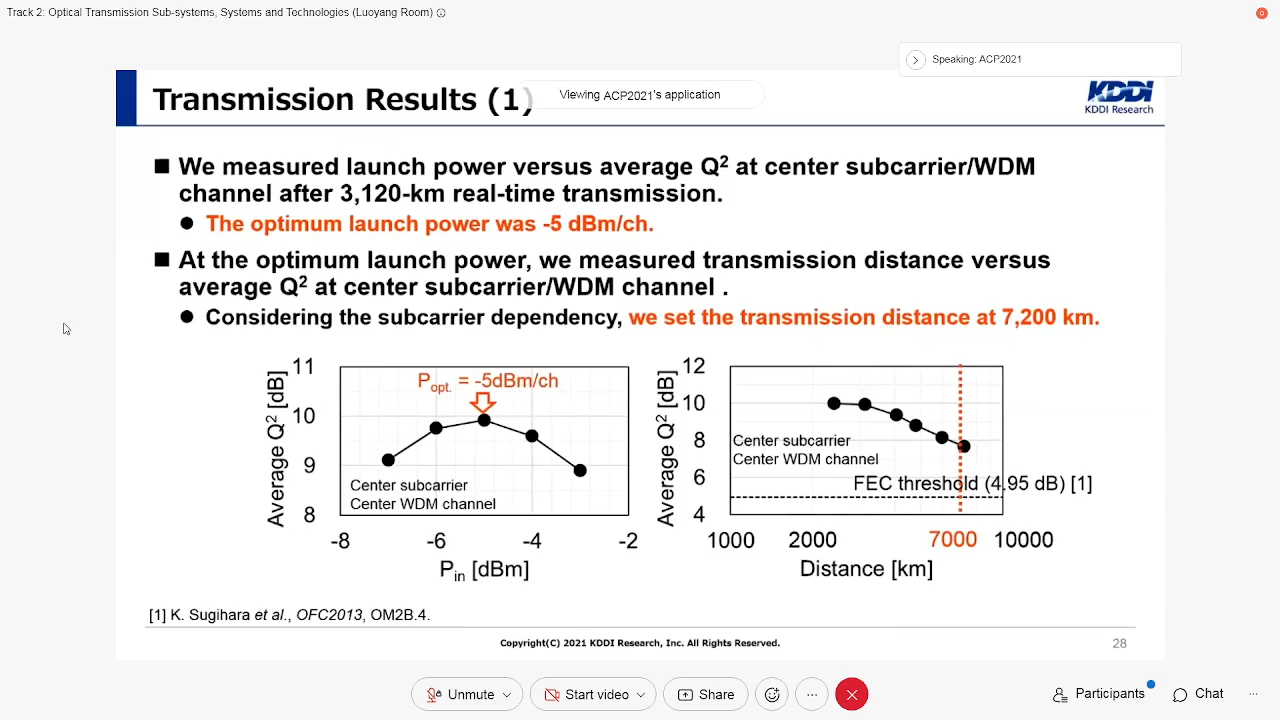 Track 2: Optical Transmission Sub-systems, Systems and Technologies (Luoyang Room)
Speaking: ACP2021
Viewing ACP2021's application
Transmission Results (1)
KDDI
KDDI Research
We measured launch power versus average Q² at center subcarrier/WDM
channel after 3,120-km real-time transmission.
The optimum launch power was -5 dBm/ch.
At the optimum launch power, we measured transmission distance versus
average Q² at center subcarrier/WDM channel .
Considering the subcarrier dependency, we set the transmission distance at 7,200 km.
Average Q² [dB]
11
10
9
8
Popt. = -5dBm/ch
Center subcarrier
Center WDM channel
-8 -6 -4 -2
Pin [dBm]
Average Q² [dB]
12
10
8
6
4
Center subcarrier
Center WDM channel
FEC threshold (4.95 dB) [1]
1000 2000 7000 10000
Distance [km]
[1] K. Sugihara et al., OFC2013, OM2B.4.
Copyright(C) 2021 KDDI Research, Inc. All Rights Reserved.
28
Unmute
Start video
Share
Participants
Chat